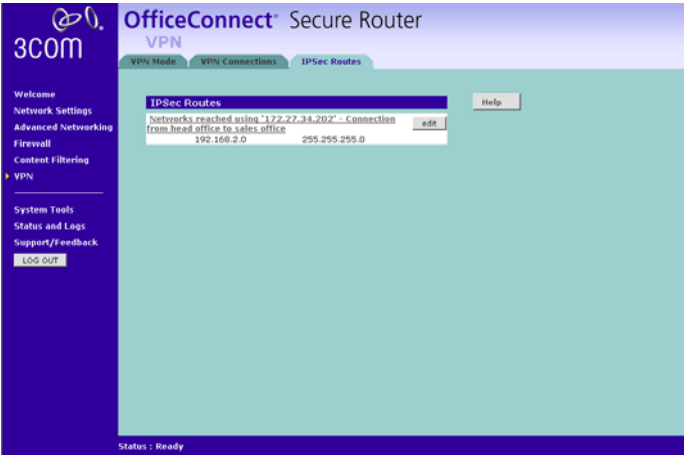 3COM
OfficeConnect® Secure Router
VPN
VPN Mode
VPN Connections
IPSec Routes
Welcome
Network Settings
Advanced Networking
Firewall
Content Filtering
VPN
System Tools
Status and Logs
Support/Feedback
LOG OUT
IPSec Routes
Networks reached using '172.27.34.202' - Connection
from head office to sales office
edit
192.168.2.0 255.255.255.0
Help
Status : Ready